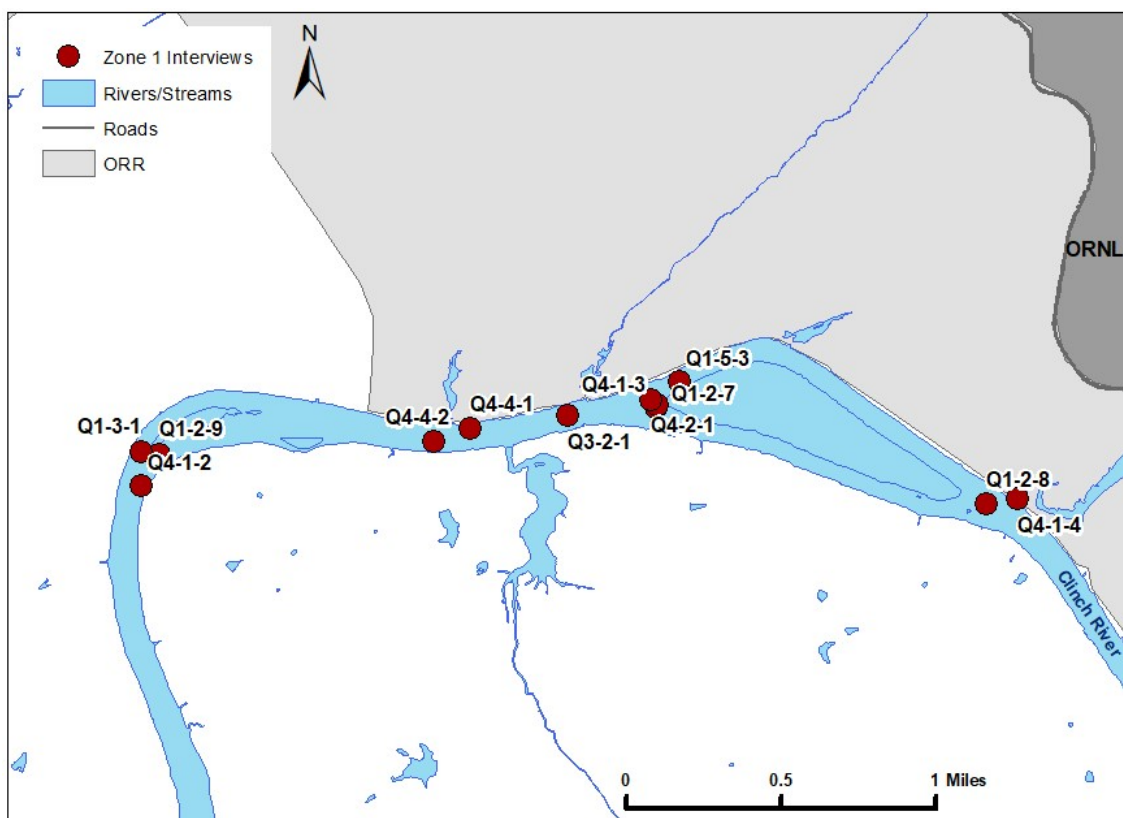 Zone 1 Interviews
Rivers/Streams
Roads
ORR
N
ORNL
Q1-5-3
Q4-1-3
Q1-2-7
Q4-4-1
Q4-4-2
Q4-2-1
Q3-2-1
Q1-3-1
Q1-2-9
Q4-1-2
Q1-2-8
Q4-1-4
Clinch River
0 0.5 1 Miles